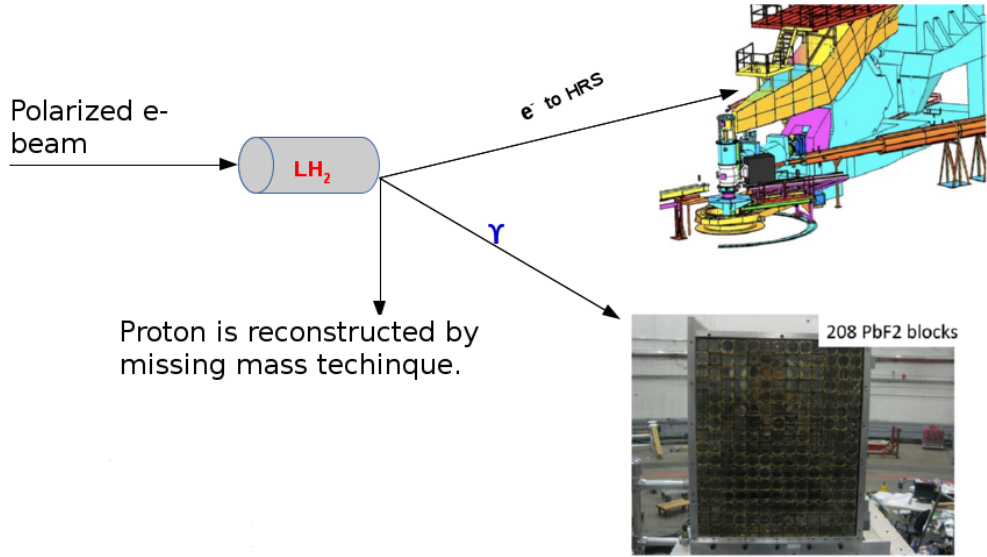 Polarized e-
beam
LH2
e- to HRS
ϒ
208 PbF2 blocks
Proton is reconstructed by
missing mass techinque.